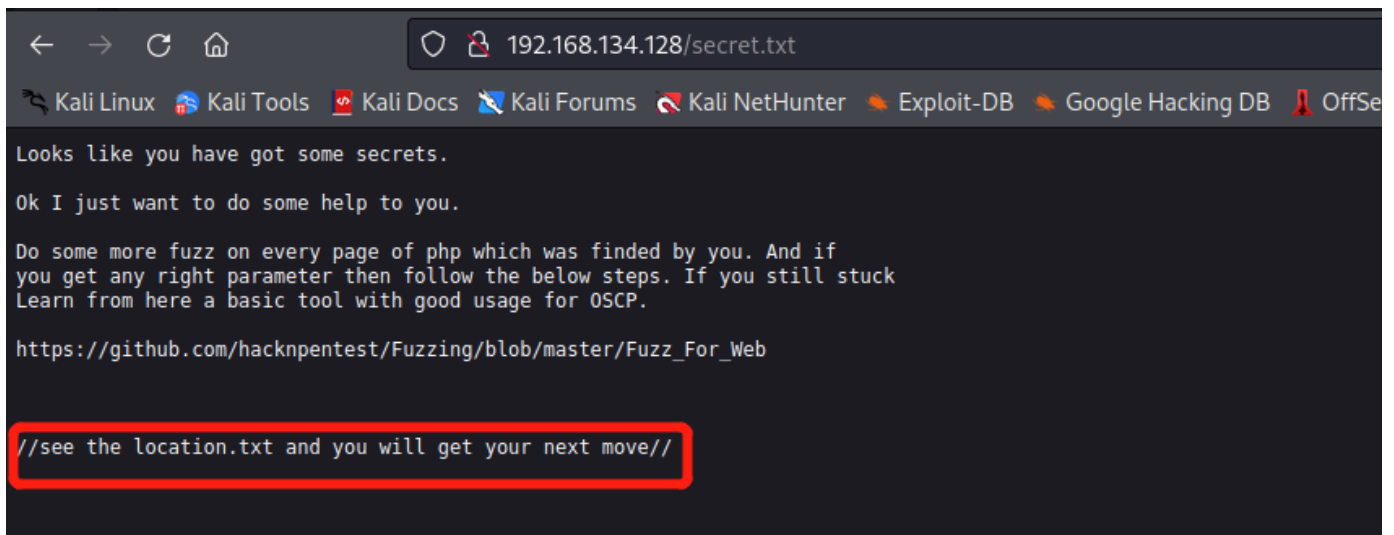 192.168.134.128/secret.txt
Kali Linux Kali Tools Kali Docs Kali Forums Kali NetHunter Exploit-DB Google Hacking DB OffSe
Looks like you have got some secrets.
Ok I just want to do some help to you.
Do some more fuzz on every page of php which was finded by you. And if
you get any right parameter then follow the below steps. If you still stuck
Learn from here a basic tool with good usage for OSCP.
https://github.com/hacknpentest/Fuzzing/blob/master/Fuzz_For_Web
//see the location.txt and you will get your next move//